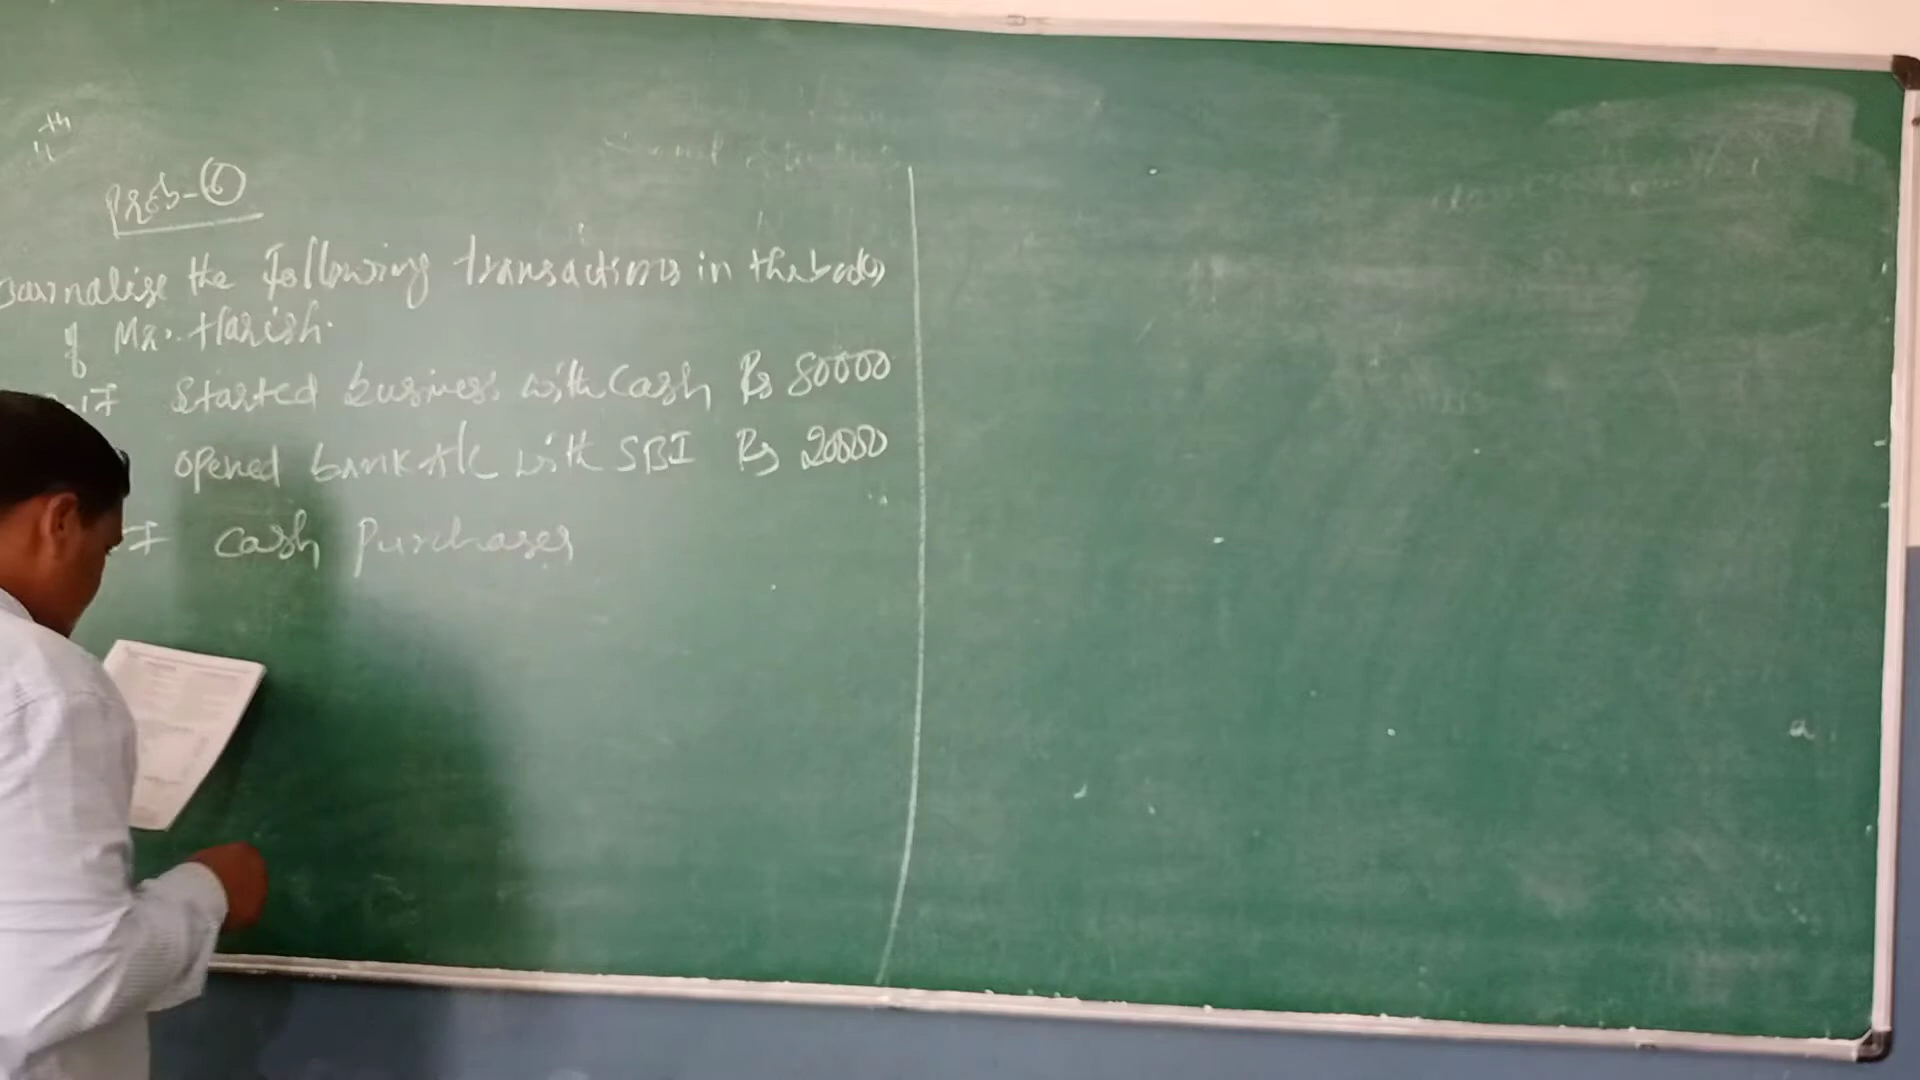 11th
Prob-6
Journalise the following transactions in the books
of Mr. Harish.
Started business with Cash Rs 80000
opened bank A/c with SBI Rs 20000
Cash Purchases